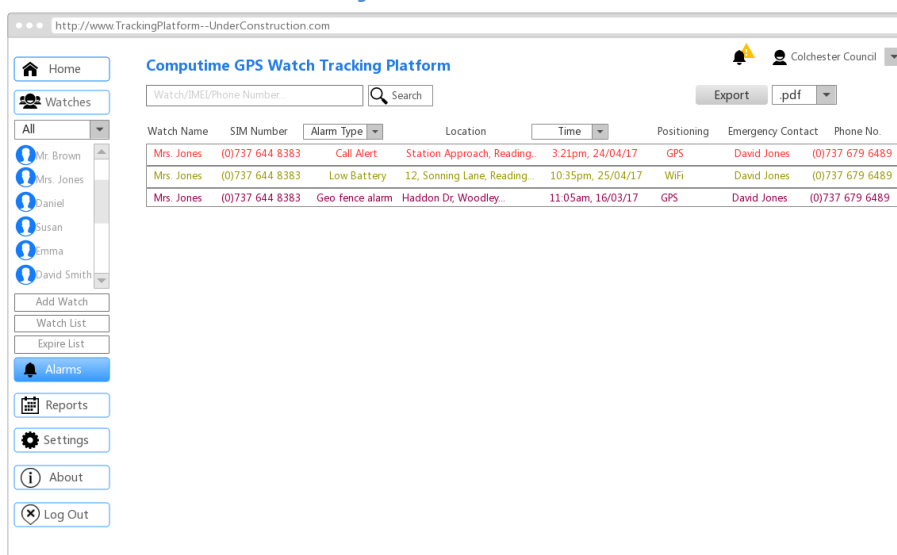 http://www.TrackingPlatform--UnderConstruction.com
Home
Computime GPS Watch Tracking Platform
Colchester Council
Watches
Watch/IMEI/Phone Number...
Search
Export
.pdf
All
Watch Name SIM Number Alarm Type Location Time Positioning Emergency Contact Phone No.
Mrs. Jones (0)737 644 8383 Call Alert Station Approach, Reading.. 3:21pm, 24/04/17 GPS David Jones (0)737 679 6489
Mrs. Jones (0)737 644 8383 Low Battery 12, Sonning Lane, Reading... 10:35pm, 25/04/17 WiFi David Jones (0)737 679 6489
Mrs. Jones (0)737 644 8383 Geo fence alarm Haddon Dr, Woodley... 11:05am, 16/03/17 GPS David Jones (0)737 679 6489
Mr. Brown
Mrs. Jones
Daniel
Susan
Emma
David Smith
Add Watch
Watch List
Expire List
Alarms
Reports
Settings
About
Log Out